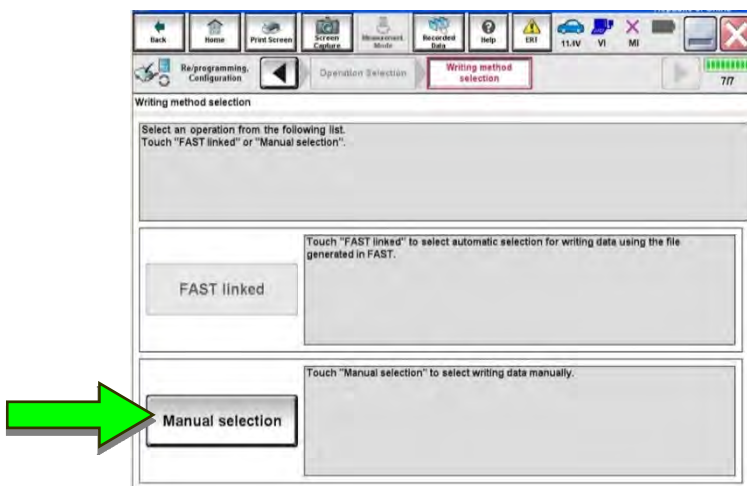 Back
Home
Print Screen
Screen
Capture
Measurement
Mode
Recorded
Data
Help
ERT
11.4V
VI
MI
Re/programming,
Configuration
Operation Selection
Writing method
selection
7/7
Writing method selection
Select an operation from the following list.
Touch "FAST linked" or "Manual selection".
FAST linked
Touch "FAST linked" to select automatic selection for writing data using the file
generated in FAST.
Manual selection
Touch "Manual selection" to select writing data manually.